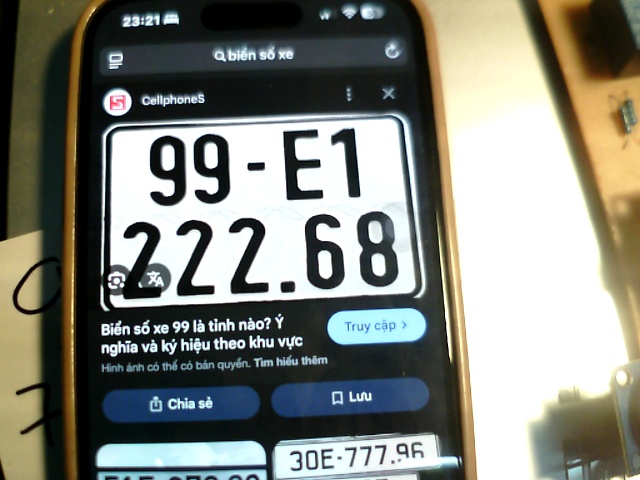 23:21
biển số xe
CellphoneS
99-E1
222.68
Biển số xe 99 là tỉnh nào? Ý
nghĩa và ký hiệu theo khu vực
Truy cập >
Hình ảnh có thể có bản quyền. Tìm hiểu thêm
Chia sẻ
Lưu
30E-777.96
0
7